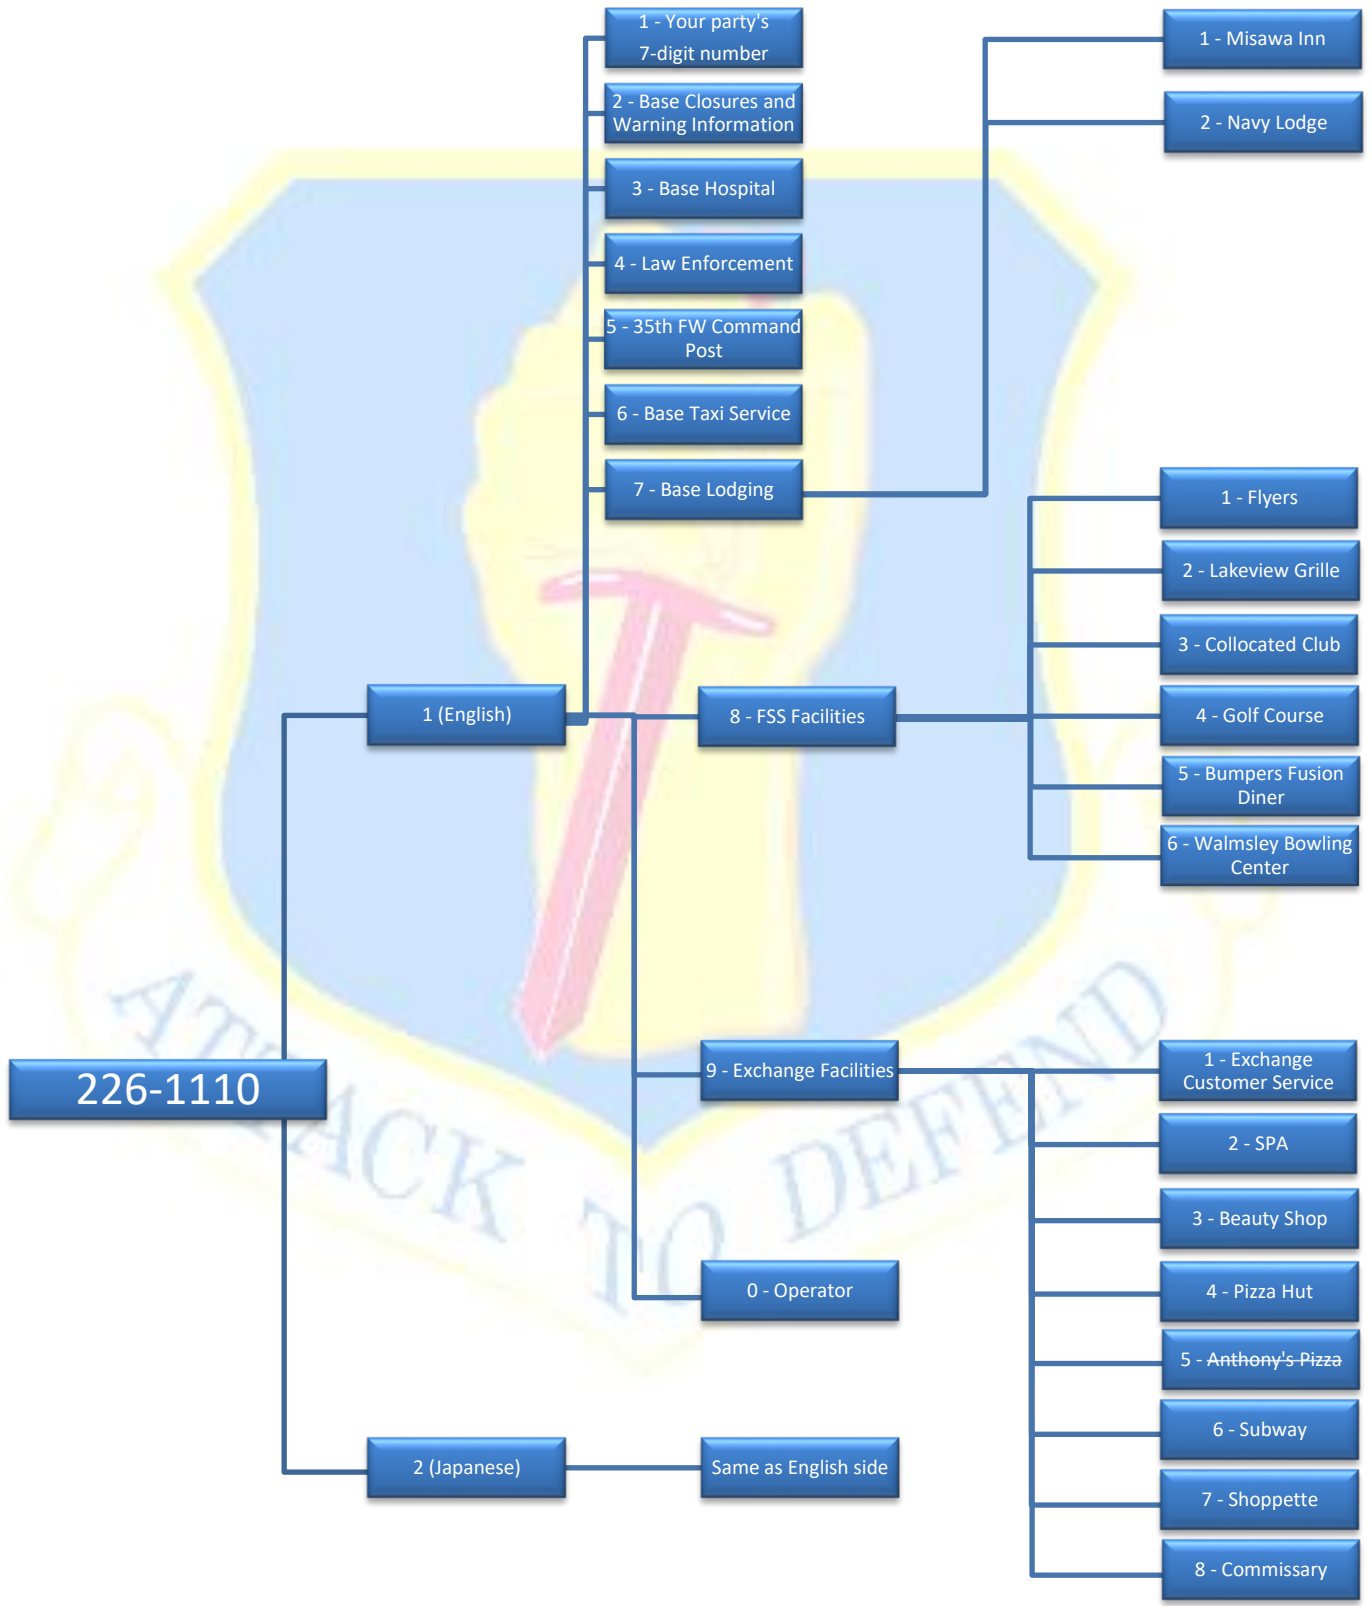 1 - Your party's
7-digit number
2 - Base Closures and
Warning Information
3 - Base Hospital
4 - Law Enforcement
5 - 35th FW Command
Post
6 - Base Taxi Service
7 - Base Lodging
1 - Misawa Inn
2 - Navy Lodge
1 (English)
8 - FSS Facilities
1 - Flyers
2 - Lakeview Grille
3 - Collocated Club
4 - Golf Course
5 - Bumpers Fusion
Diner
6 - Walmsley Bowling
Center
226-1110
9 - Exchange Facilities
1 - Exchange
Customer Service
2 - SPA
3 - Beauty Shop
4 - Pizza Hut
5 - Anthony's Pizza
6 - Subway
7 - Shoppette
8 - Commissary
0 - Operator
2 (Japanese)
Same as English side
ATTACK TO DEFEND